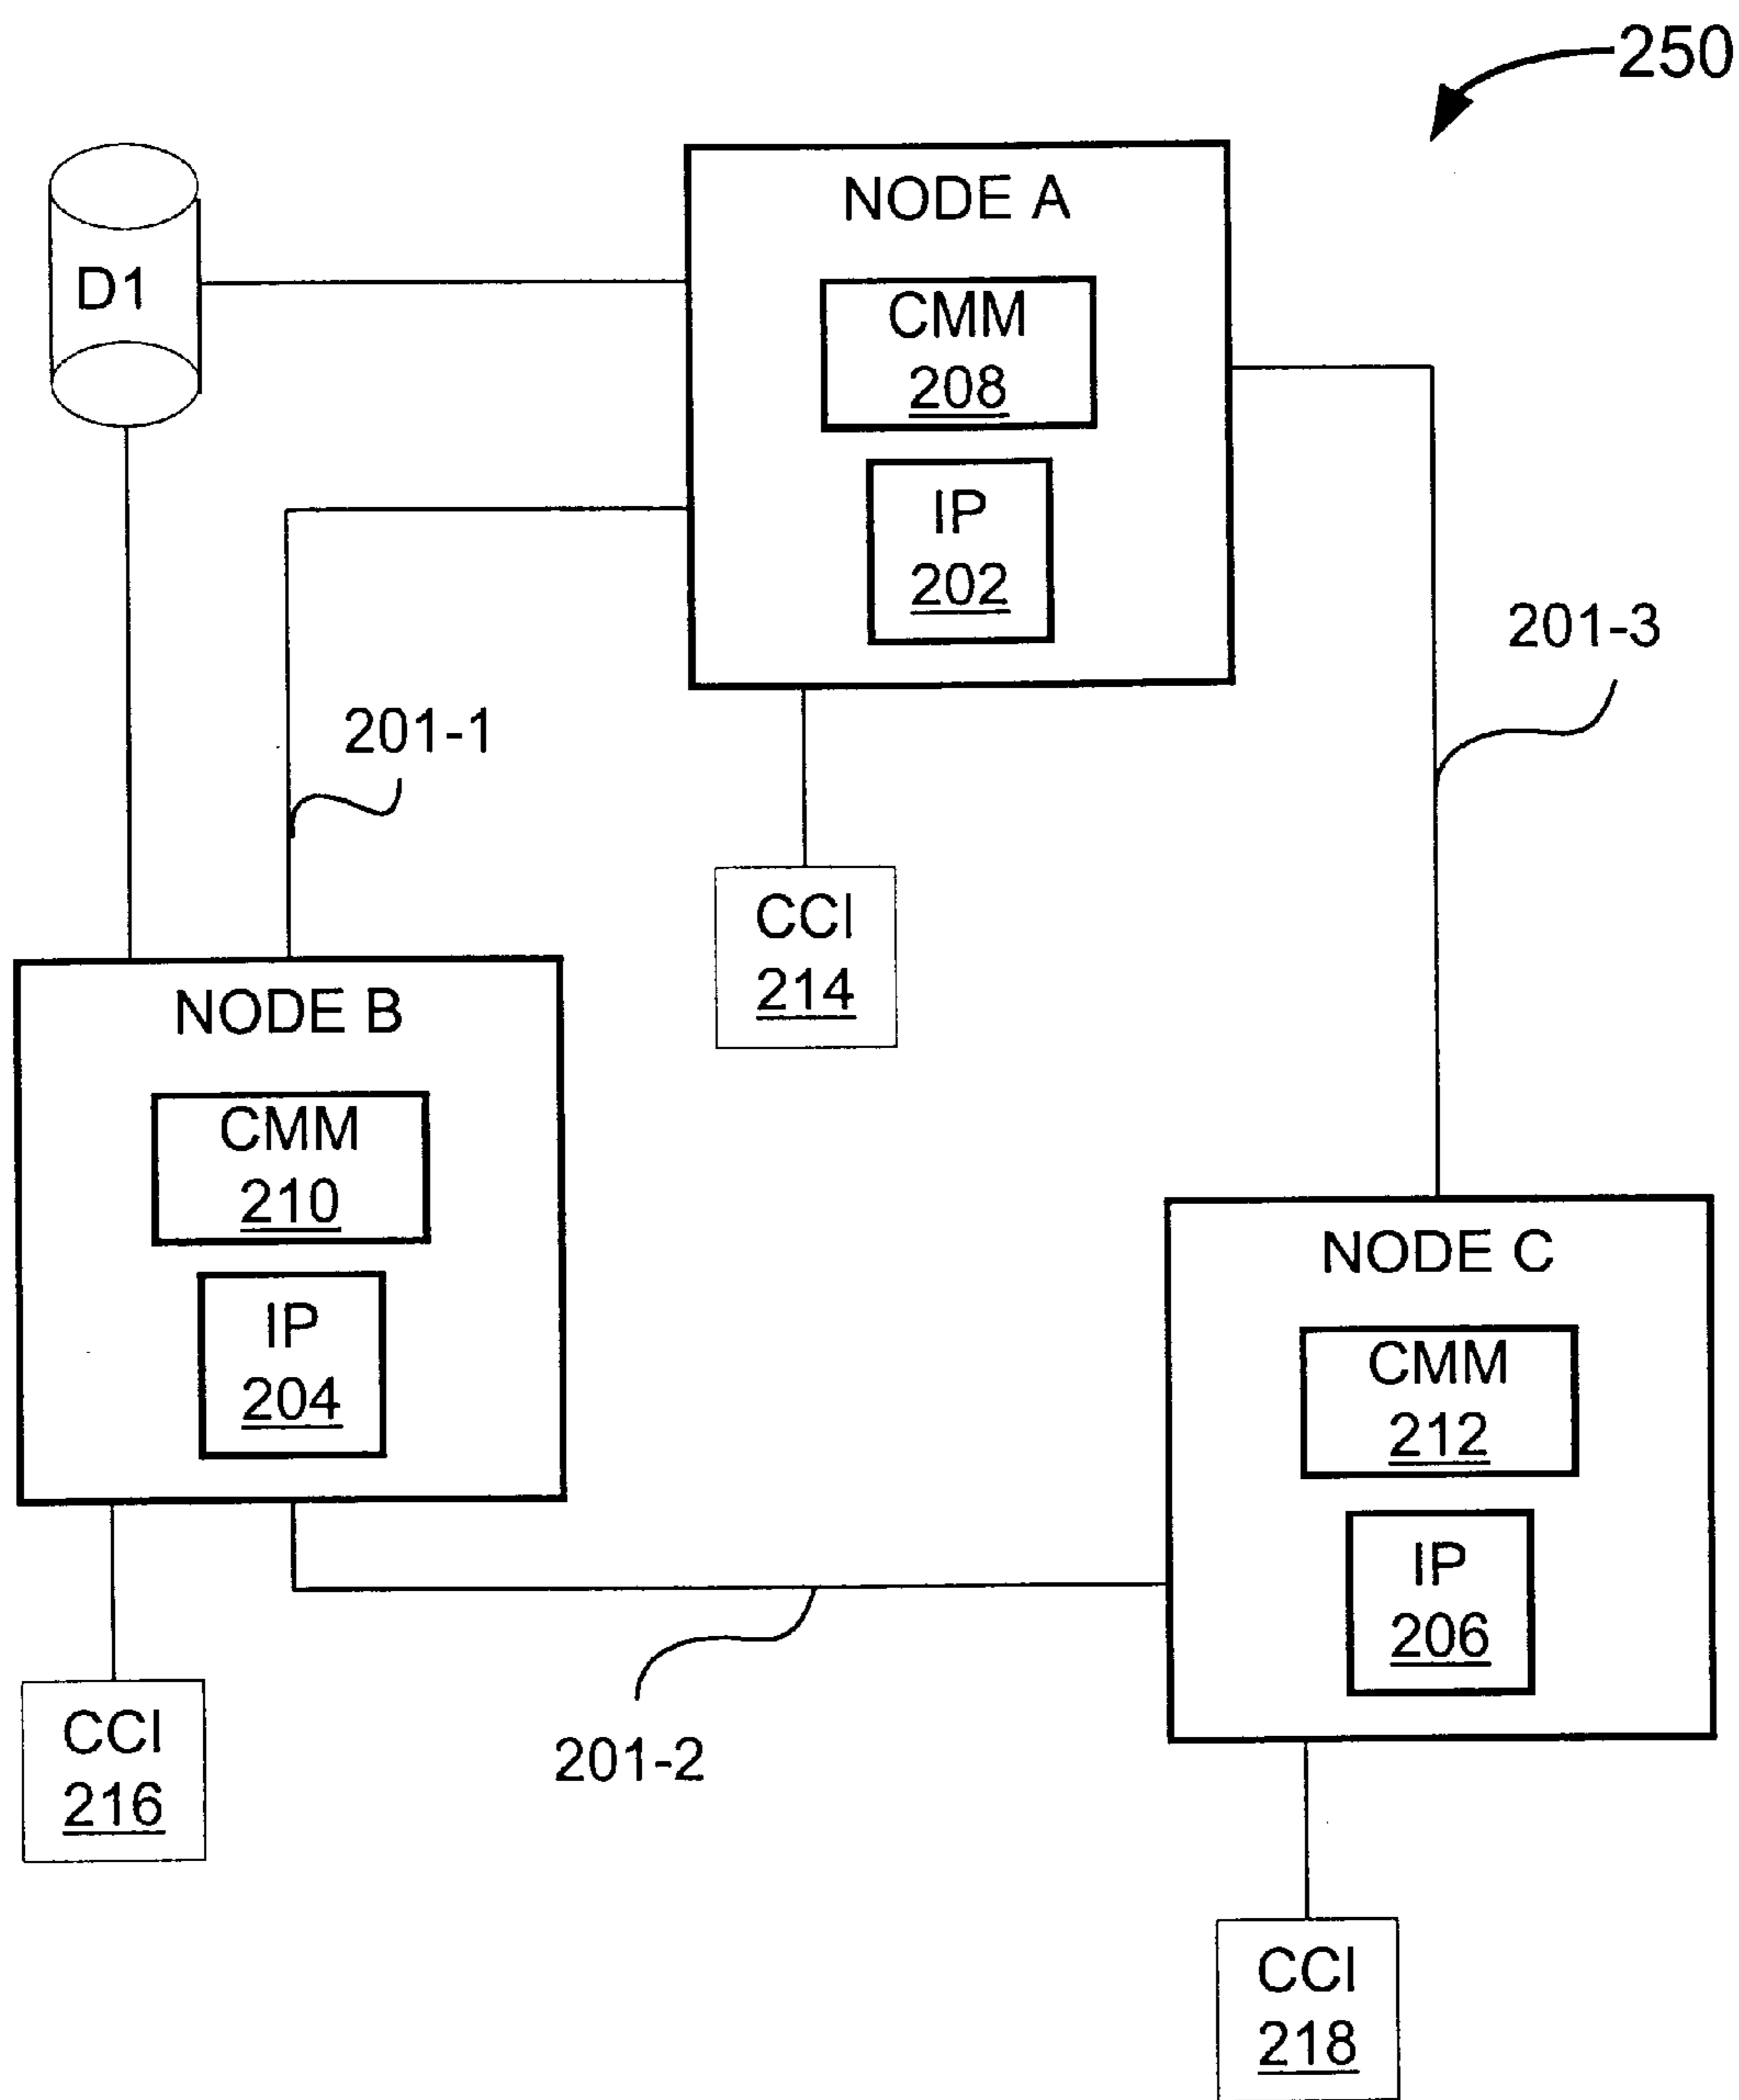 250
NODE A
D1
CMM
208
IP
202
201-3
201-1
CCI
214
NODE B
CMM
210
IP
204
NODE C
CMM
212
IP
206
CCI
216
201-2
CCI
218